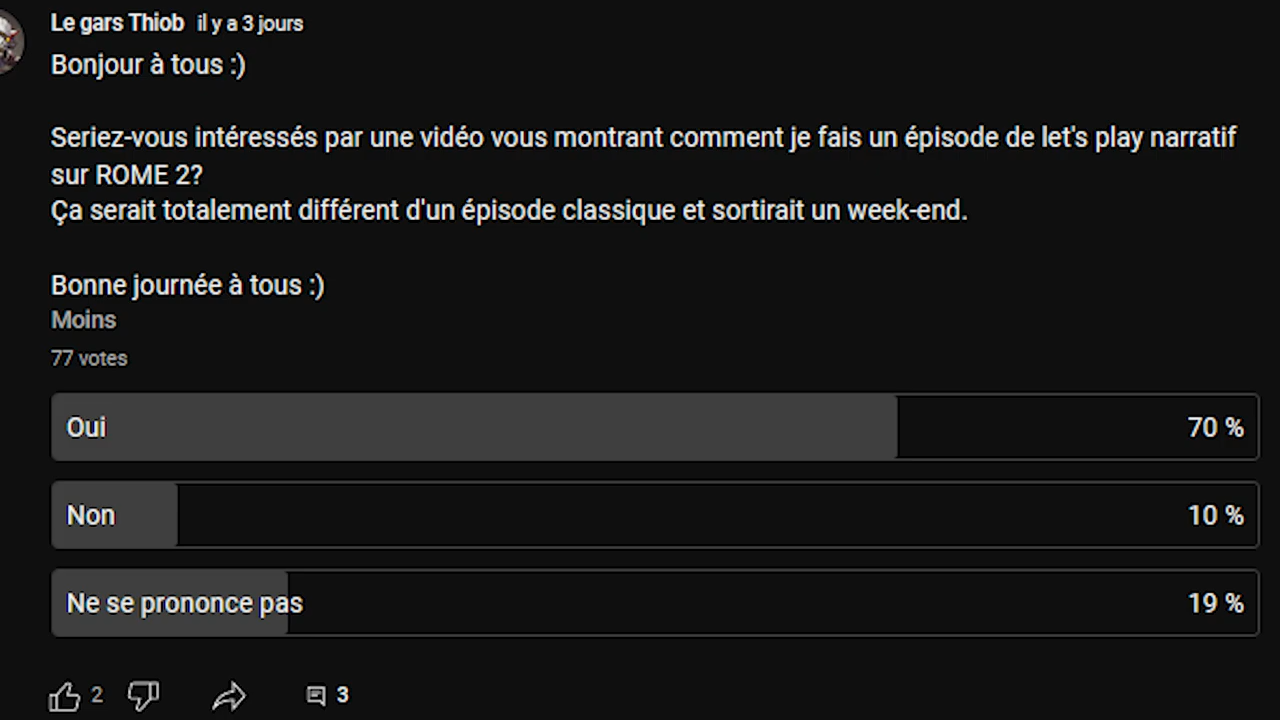 Le gars Thiob il y a 3 jours
Bonjour à tous :)
Seriez-vous intéressés par une vidéo vous montrant comment je fais un épisode de let's play narratif
sur ROME 2?
Ça serait totalement différent d'un épisode classique et sortirait un week-end.
Bonne journée à tous :)
Moins
77 votes
Oui 70 %
Non 10 %
Ne se prononce pas 19 %
2 3